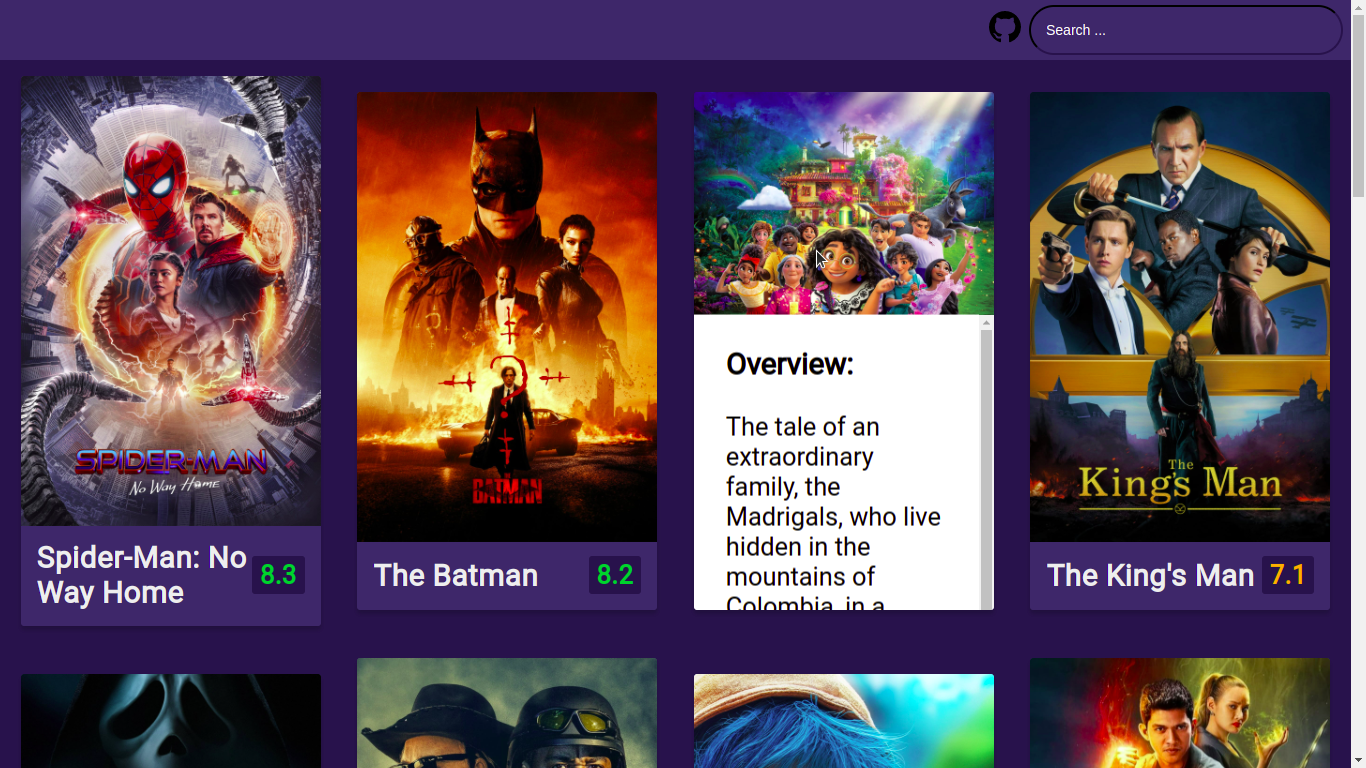 Search ...
SPIDER-MAN
No Way Home
Spider-Man: No
Way Home
8.3
THE
BATMAN
The Batman
8.2
Overview:
The tale of an
extraordinary
family, the
Madrigals, who live
hidden in the
mountains of
Colombia, in a
The
King's Man
The King's Man
7.1